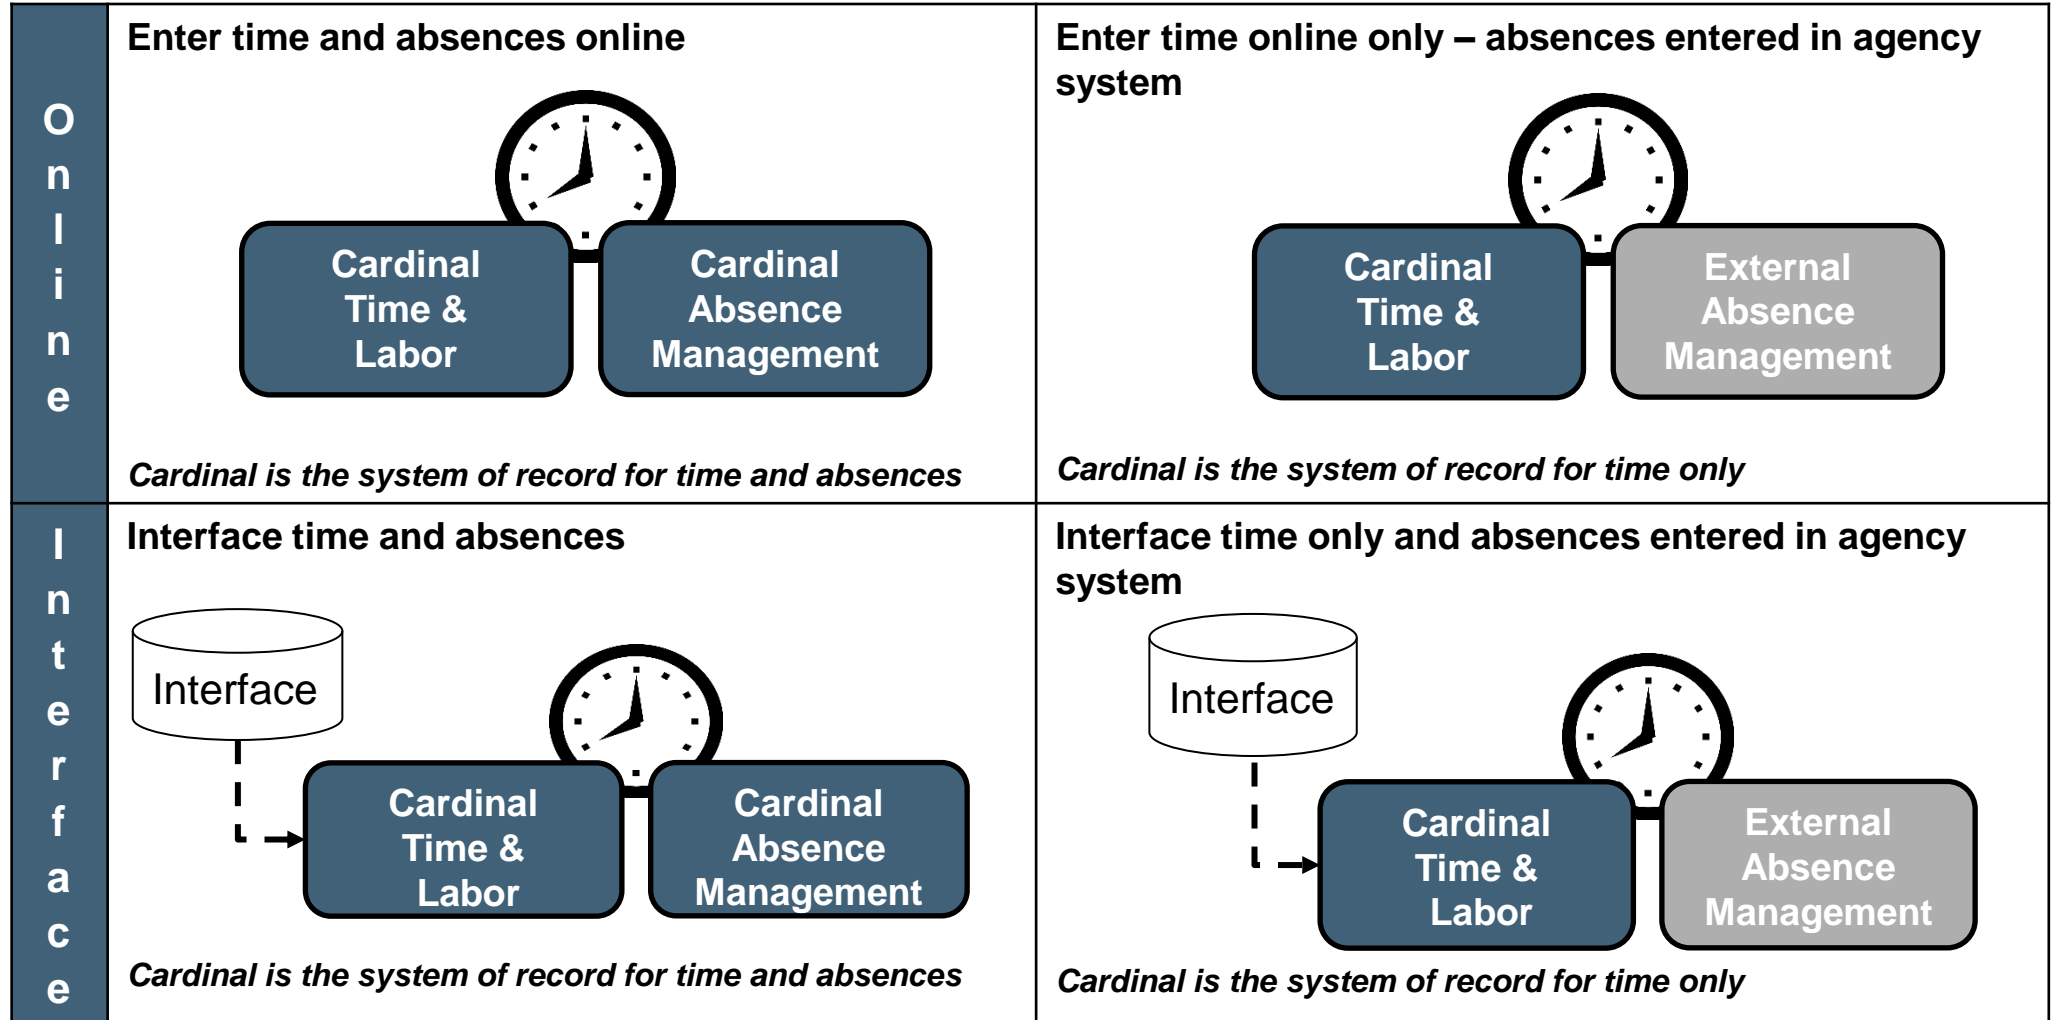 Online
Enter time and absences online
Cardinal
Time &
Labor
Cardinal
Absence
Management
Cardinal is the system of record for time and absences
Enter time online only – absences entered in agency
system
Cardinal
Time &
Labor
External
Absence
Management
Cardinal is the system of record for time only
Interface
Interface time and absences
Interface
Cardinal
Time &
Labor
Cardinal
Absence
Management
Cardinal is the system of record for time and absences
Interface time only and absences entered in agency
system
Interface
Cardinal
Time &
Labor
External
Absence
Management
Cardinal is the system of record for time only